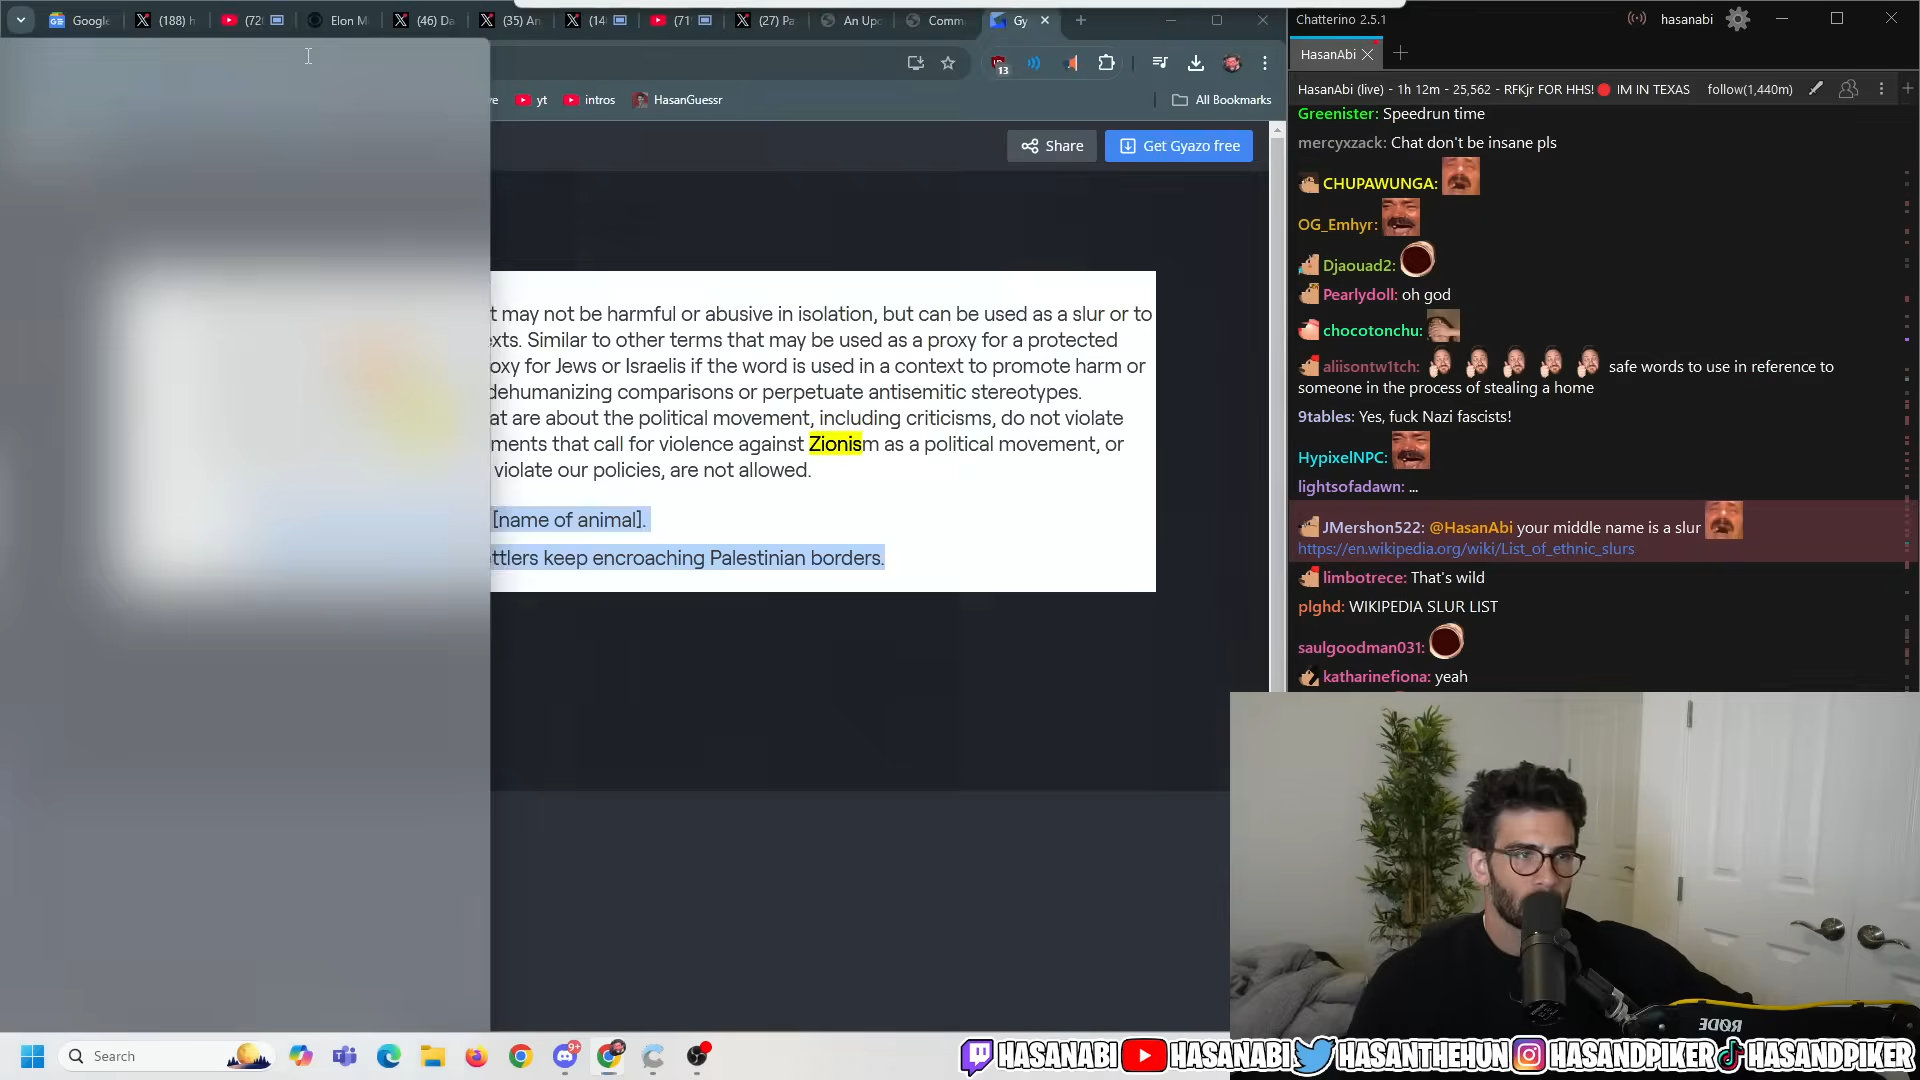 Google
(188) h
(720
Elon M
(46) Da
(35) An
(14
(71
(27) Pa
An Upd
Comm
Gy
13
ve
yt
intros
HasanGuessr
All Bookmarks
Share
Get Gyazo free
t may not be harmful or abusive in isolation, but can be used as a slur or to
exts. Similar to other terms that may be used as a proxy for a protected
oxy for Jews or Israelis if the word is used in a context to promote harm or
dehumanizing comparisons or perpetuate antisemitic stereotypes.
at are about the political movement, including criticisms, do not violate
ments that call for violence against Zionism as a political movement, or
violate our policies, are not allowed.
[name of animal].
ttlers keep encroaching Palestinian borders.
Chatterino 2.5.1
hasanabi
HasanAbi
HasanAbi (live) - 1h 12m - 25,562 - RFKjr FOR HHS! IM IN TEXAS
follow(1,440m)
Greenister: Speedrun time
mercyxzack: Chat don't be insane pls
CHUPAWUNGA:
OG_Emhyr:
Djaouad2:
Pearlydoll: oh god
chocotonchu:
aliisontw1tch: safe words to use in reference to
someone in the process of stealing a home
9tables: Yes, fuck Nazi fascists!
HypixelNPC:
lightsofadawn: ...
JMershon522: @HasanAbi your middle name is a slur
https://en.wikipedia.org/wiki/List_of_ethnic_slurs
limbotrece: That's wild
plghd: WIKIPEDIA SLUR LIST
saulgoodman031:
katharinefiona: yeah
RØDE
Search
9+
HASANABI
HASANABI
HASANTHEHUN
HASANDPIKER
HASANDPIKER